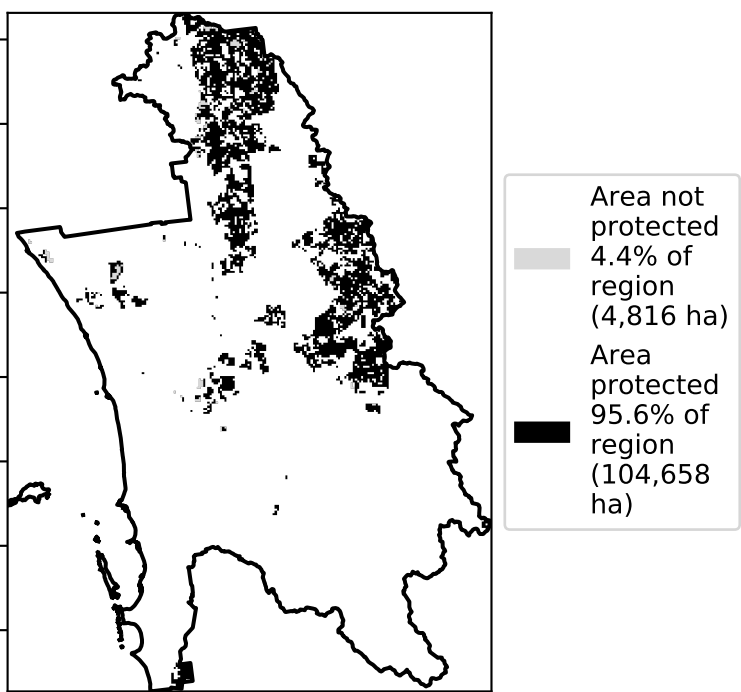 Area not
protected
4.4% of
region
(4,816 ha)
Area
protected
95.6% of
region
(104,658
ha)